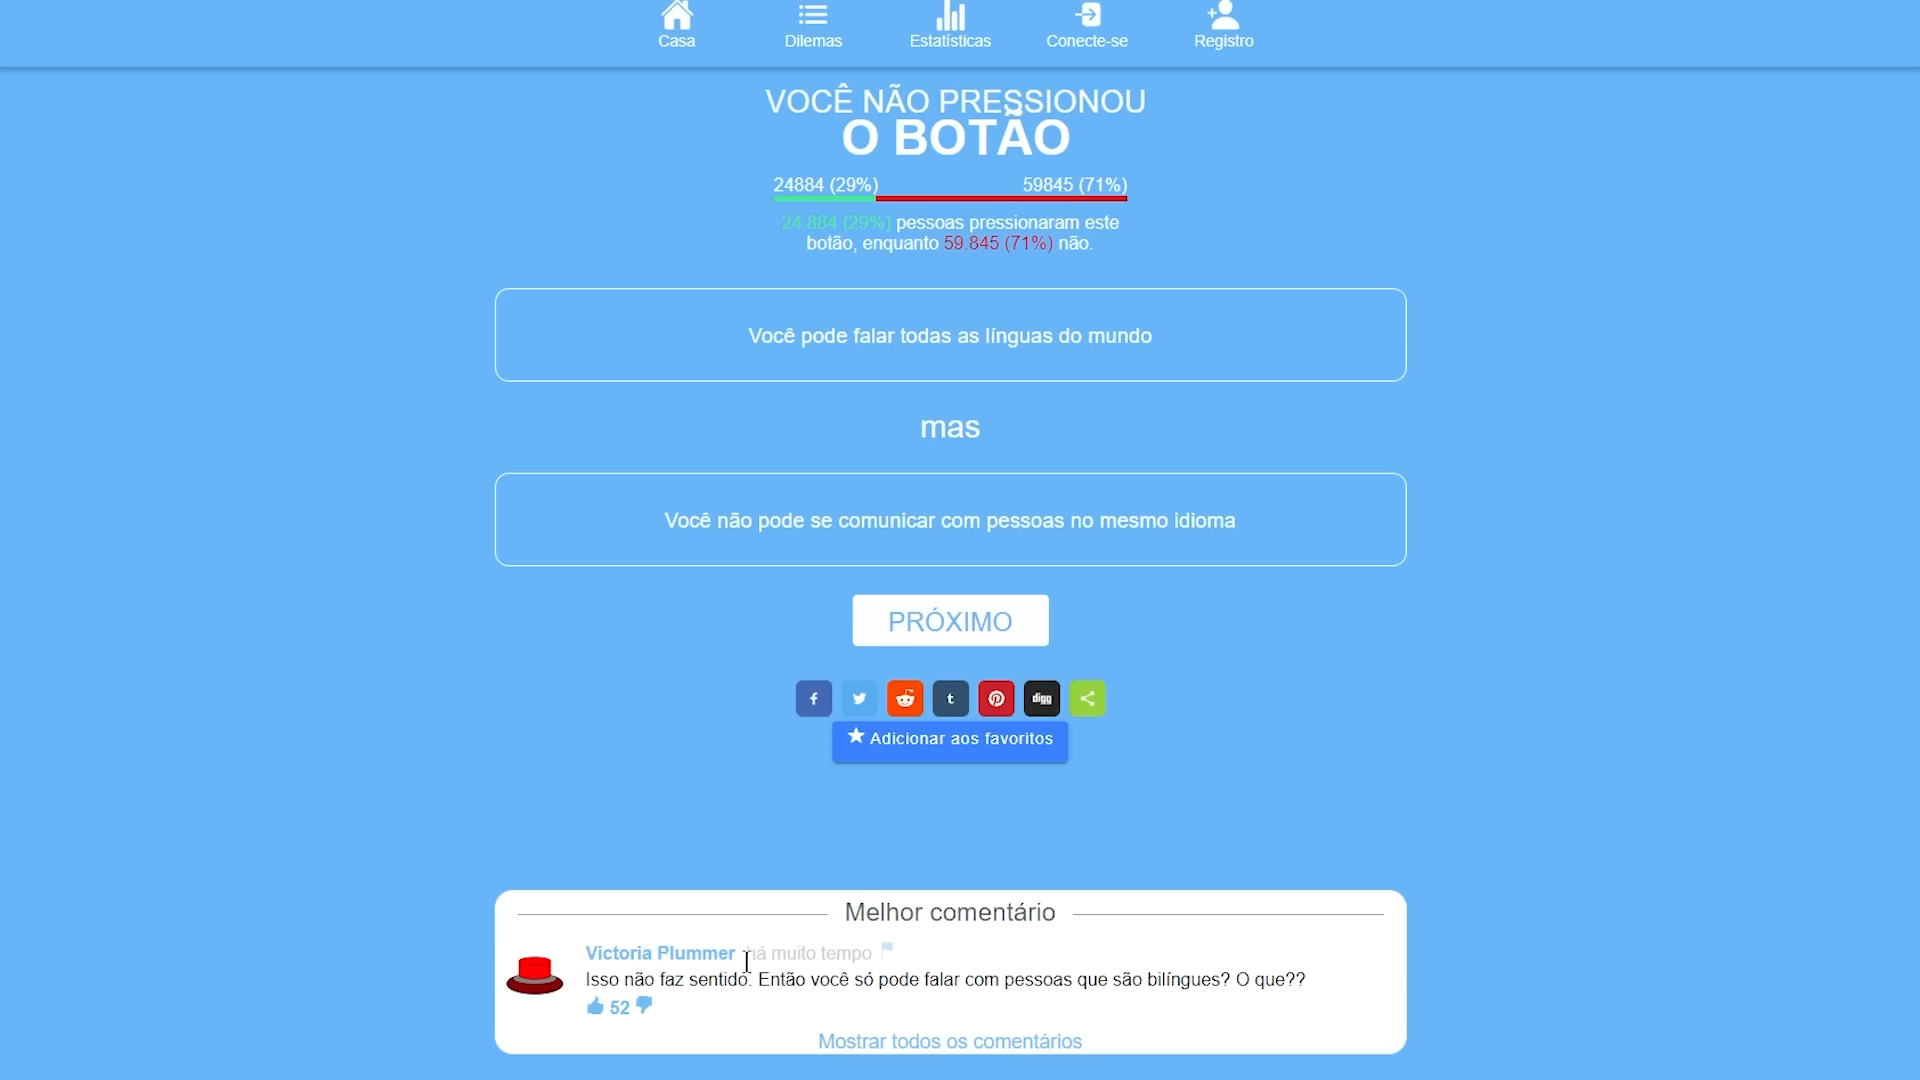 Casa
Dilemas
Estatísticas
Conecte-se
Registro
VOCÊ NÃO PRESSIONOU
O BOTÃO
24884 (29%)
59845 (71%)
24.884 (29%) pessoas pressionaram este
botão, enquanto 59.845 (71%) não.
Você pode falar todas as línguas do mundo
mas
Você não pode se comunicar com pessoas no mesmo idioma
PRÓXIMO
f
t
digg
Adicionar aos favoritos
Melhor comentário
Victoria Plummer há muito tempo
Isso não faz sentido. Então você só pode falar com pessoas que são bilíngues? O que??
52
Mostrar todos os comentários